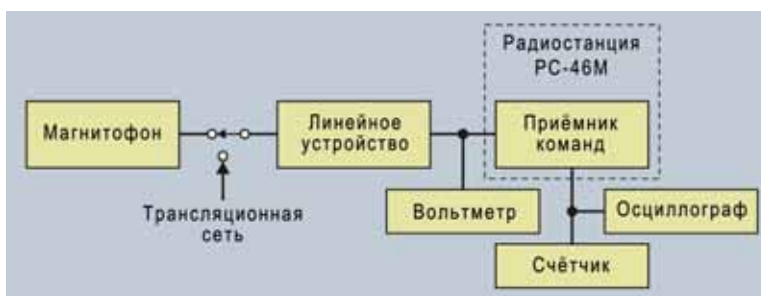 Радиостанция
РС-46М
Магнитофон
Линейное
устройство
Приёмник
команд
Трансляционная
сеть
Вольтметр
Осциллограф
Счётчик